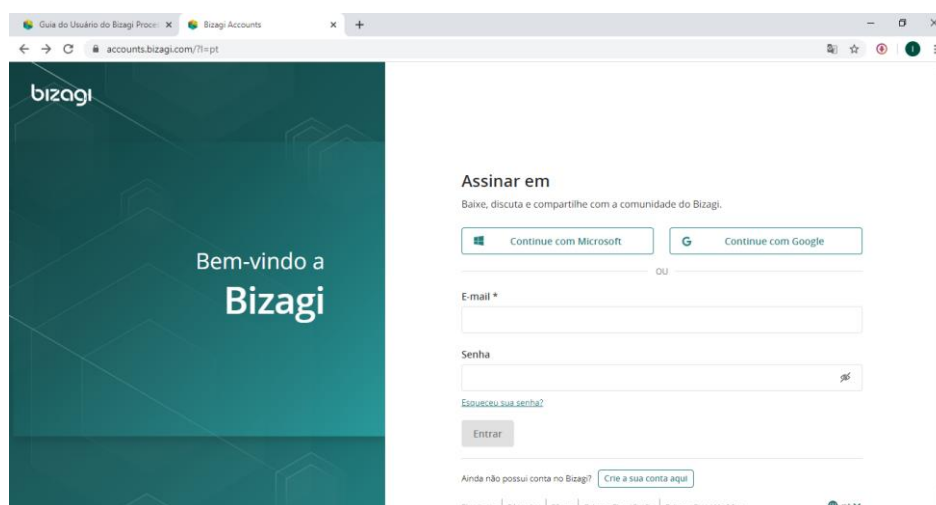 Guia do Usuário do Bizagi Proce
Bizagi Accounts
accounts.bizagi.com/?l=pt
bizagi
Bem-vindo a
Bizagi
Assinar em
Baixe, discuta e compartilhe com a comunidade do Bizagi.
Continue com Microsoft
G Continue com Google
OU
E-mail *
Senha
Esqueceu sua senha?
Entrar
Ainda não possui conta no Bizagi? Crie a sua conta aqui